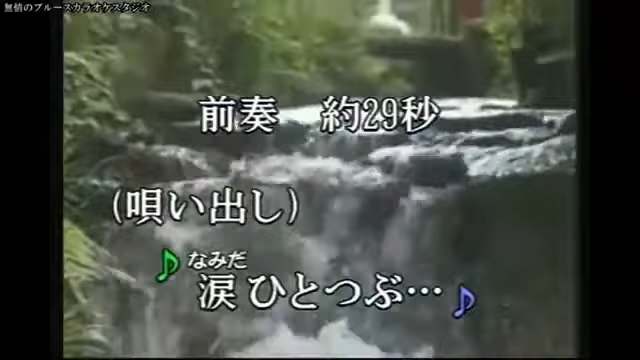 無情のブルースカラオケスタジオ
前奏　約29秒
(唄い出し)
なみだ
涙 ひとつぶ…